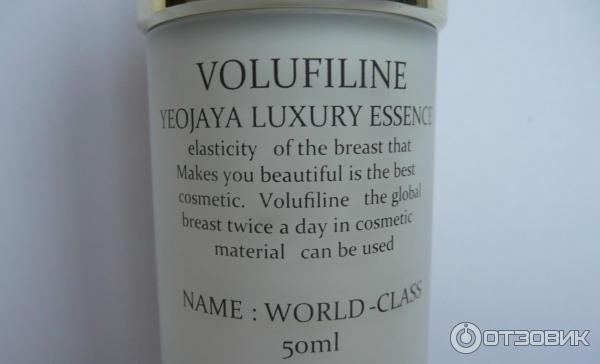 VOLUFILINE
YEOJAYA LUXURY ESSENCE
elasticity of the breast that
Makes you beautiful is the best
cosmetic. Volufiline the global
breast twice a day in cosmetic
material can be used
NAME : WORLD-CLASS
50ml
ОТЗОВИК